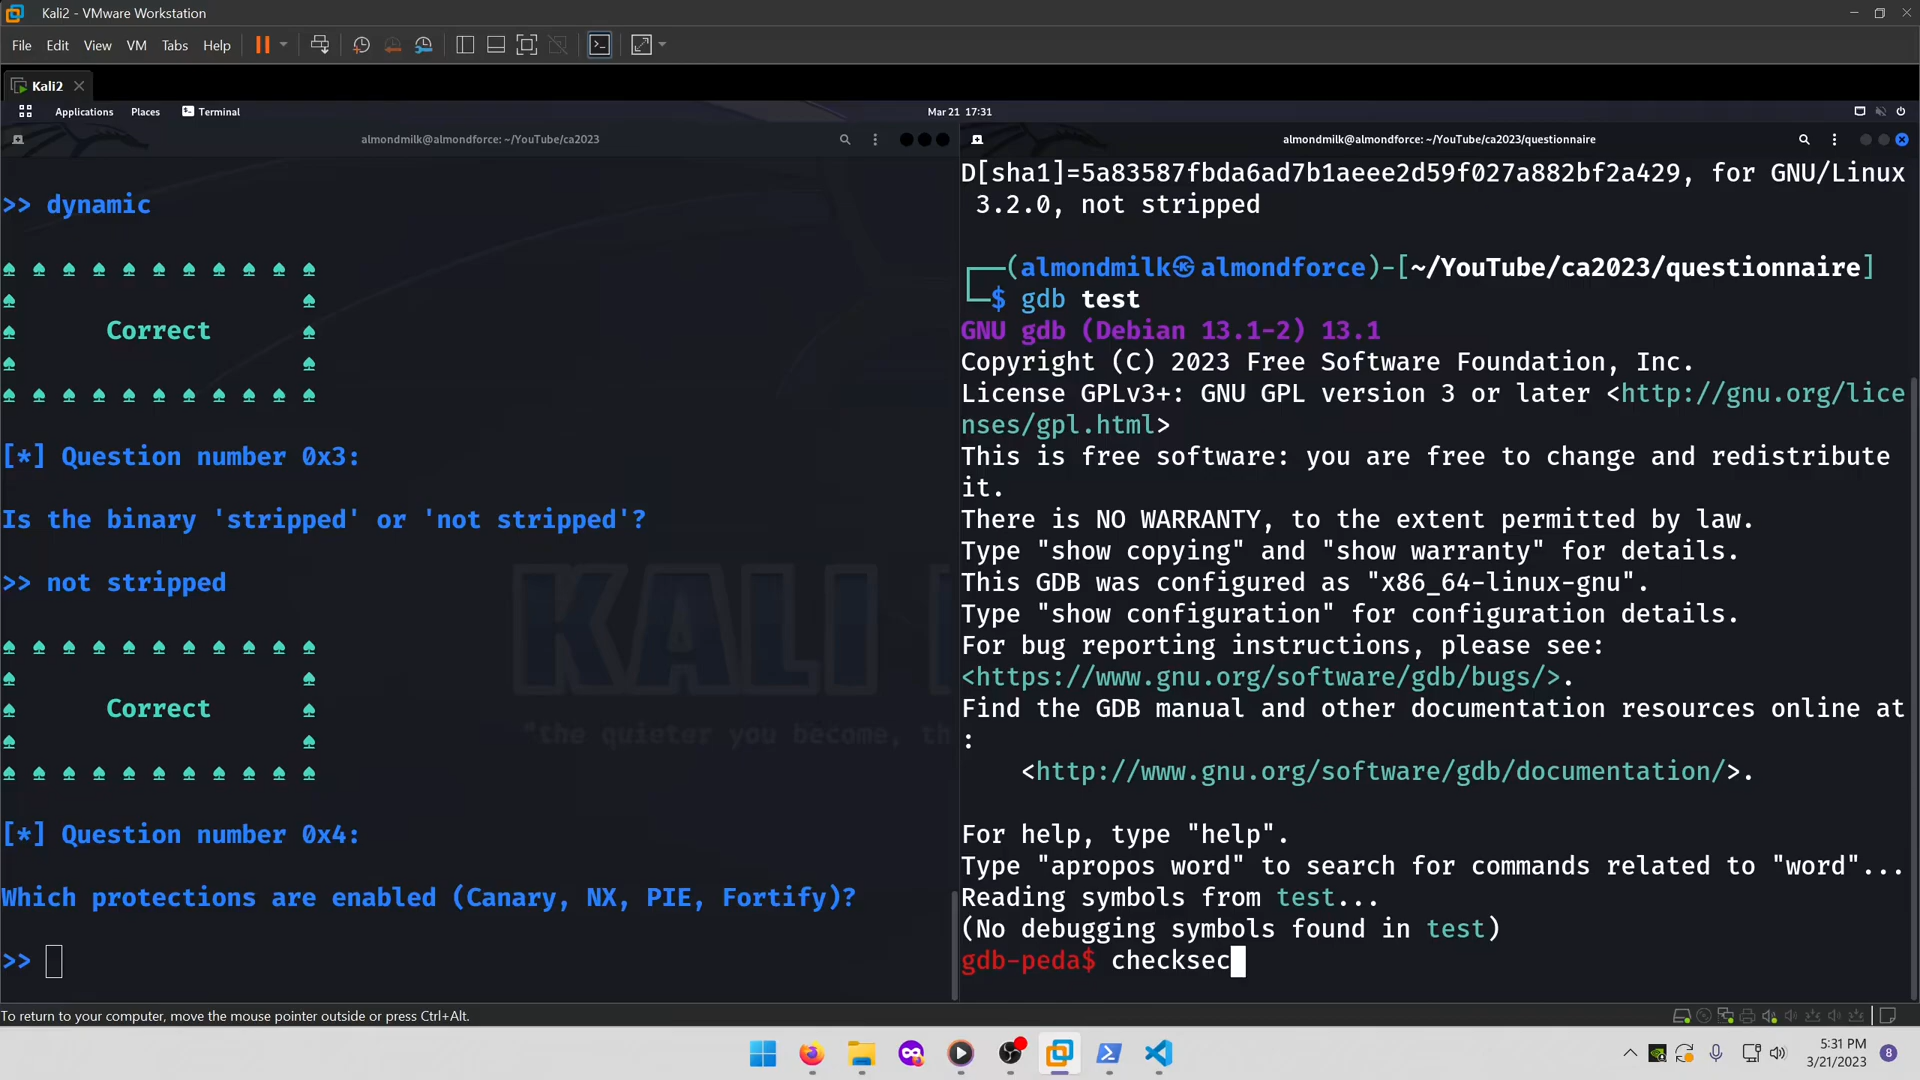 Kali2 - VMware Workstation
File Edit View VM Tabs Help
Kali2
Applications Places Terminal Mar 21 17:31
almondmilk@almondforce: ~/YouTube/ca2023
>> dynamic
♠ ♠ ♠ ♠ ♠ ♠ ♠ ♠ ♠ ♠ ♠
♠ ♠
♠ Correct ♠
♠ ♠
♠ ♠ ♠ ♠ ♠ ♠ ♠ ♠ ♠ ♠ ♠
[*] Question number 0x3:
Is the binary 'stripped' or 'not stripped'?
>> not stripped
♠ ♠ ♠ ♠ ♠ ♠ ♠ ♠ ♠ ♠ ♠
♠ ♠
♠ Correct ♠
♠ ♠
♠ ♠ ♠ ♠ ♠ ♠ ♠ ♠ ♠ ♠ ♠
[*] Question number 0x4:
Which protections are enabled (Canary, NX, PIE, Fortify)?
>>
KALI
"the quieter you become, th
almondmilk@almondforce: ~/YouTube/ca2023/questionnaire
D[sha1]=5a83587fbda6ad7b1aeee2d59f027a882bf2a429, for GNU/Linux
3.2.0, not stripped
┌──(almondmilk㉿almondforce)-[~/YouTube/ca2023/questionnaire]
└─$ gdb test
GNU gdb (Debian 13.1-2) 13.1
Copyright (C) 2023 Free Software Foundation, Inc.
License GPLv3+: GNU GPL version 3 or later <http://gnu.org/lice
nses/gpl.html>
This is free software: you are free to change and redistribute
it.
There is NO WARRANTY, to the extent permitted by law.
Type "show copying" and "show warranty" for details.
This GDB was configured as "x86_64-linux-gnu".
Type "show configuration" for configuration details.
For bug reporting instructions, please see:
<https://www.gnu.org/software/gdb/bugs/>.
Find the GDB manual and other documentation resources online at
:
<http://www.gnu.org/software/gdb/documentation/>.
For help, type "help".
Type "apropos word" to search for commands related to "word"...
Reading symbols from test...
(No debugging symbols found in test)
gdb-peda$ checksec
To return to your computer, move the mouse pointer outside or press Ctrl+Alt.
5:31 PM
3/21/2023
8